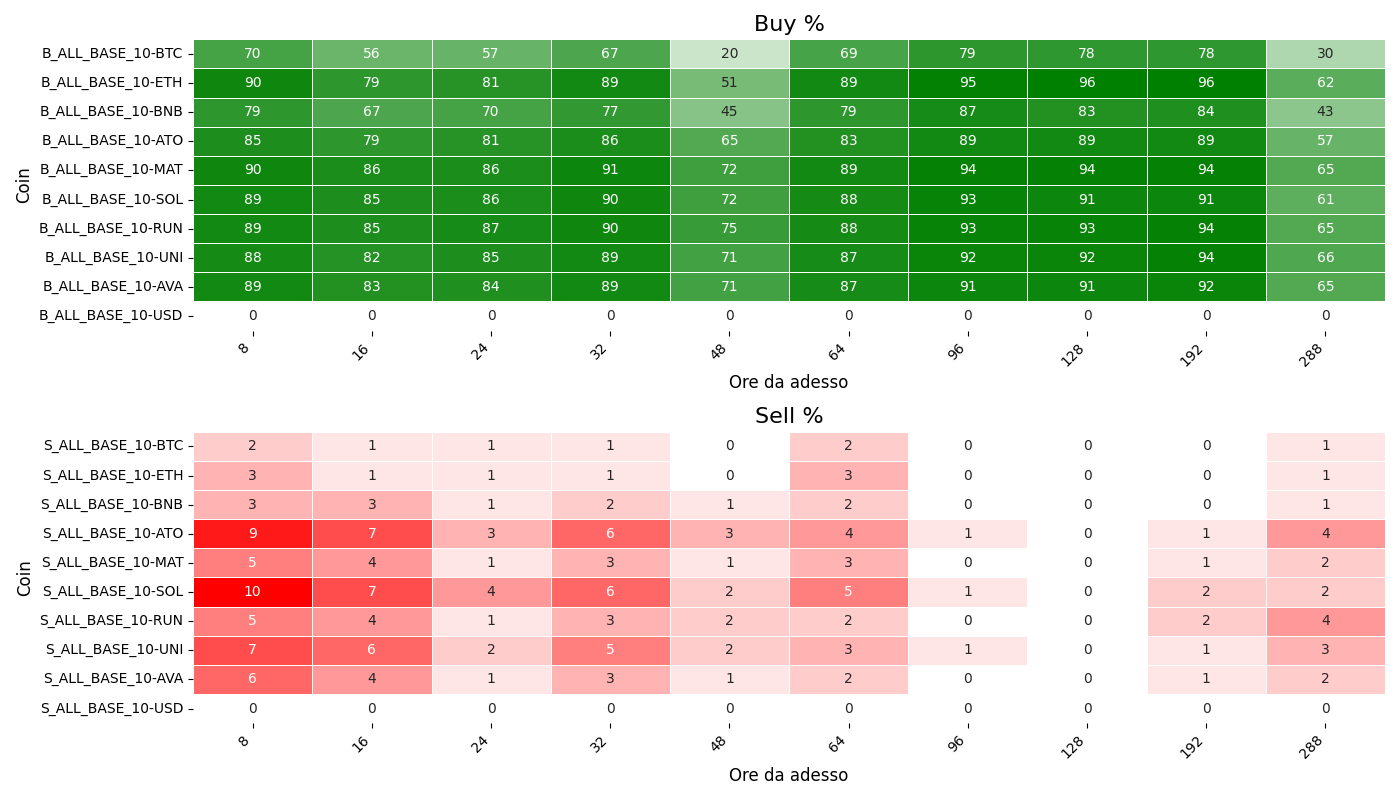 Buy %
Coin
B_ALL_BASE_10-BTC 70 56 57 67 20 69 79 78 78 30
B_ALL_BASE_10-ETH 90 79 81 89 51 89 95 96 96 62
B_ALL_BASE_10-BNB 79 67 70 77 45 79 87 83 84 43
B_ALL_BASE_10-ATO 85 79 81 86 65 83 89 89 89 57
B_ALL_BASE_10-MAT 90 86 86 91 72 89 94 94 94 65
B_ALL_BASE_10-SOL 89 85 86 90 72 88 93 91 91 61
B_ALL_BASE_10-RUN 89 85 87 90 75 88 93 93 94 65
B_ALL_BASE_10-UNI 88 82 85 89 71 87 92 92 94 66
B_ALL_BASE_10-AVA 89 83 84 89 71 87 91 91 92 65
B_ALL_BASE_10-USD 0 0 0 0 0 0 0 0 0 0
8 16 24 32 48 64 96 128 192 288
Ore da adesso
Sell %
Coin
S_ALL_BASE_10-BTC 2 1 1 1 0 2 0 0 0 1
S_ALL_BASE_10-ETH 3 1 1 1 0 3 0 0 0 1
S_ALL_BASE_10-BNB 3 3 1 2 1 2 0 0 0 1
S_ALL_BASE_10-ATO 9 7 3 6 3 4 1 0 1 4
S_ALL_BASE_10-MAT 5 4 1 3 1 3 0 0 1 2
S_ALL_BASE_10-SOL 10 7 4 6 2 5 1 0 2 2
S_ALL_BASE_10-RUN 5 4 1 3 2 2 0 0 2 4
S_ALL_BASE_10-UNI 7 6 2 5 2 3 1 0 1 3
S_ALL_BASE_10-AVA 6 4 1 3 1 2 0 0 1 2
S_ALL_BASE_10-USD 0 0 0 0 0 0 0 0 0 0
8 16 24 32 48 64 96 128 192 288
Ore da adesso